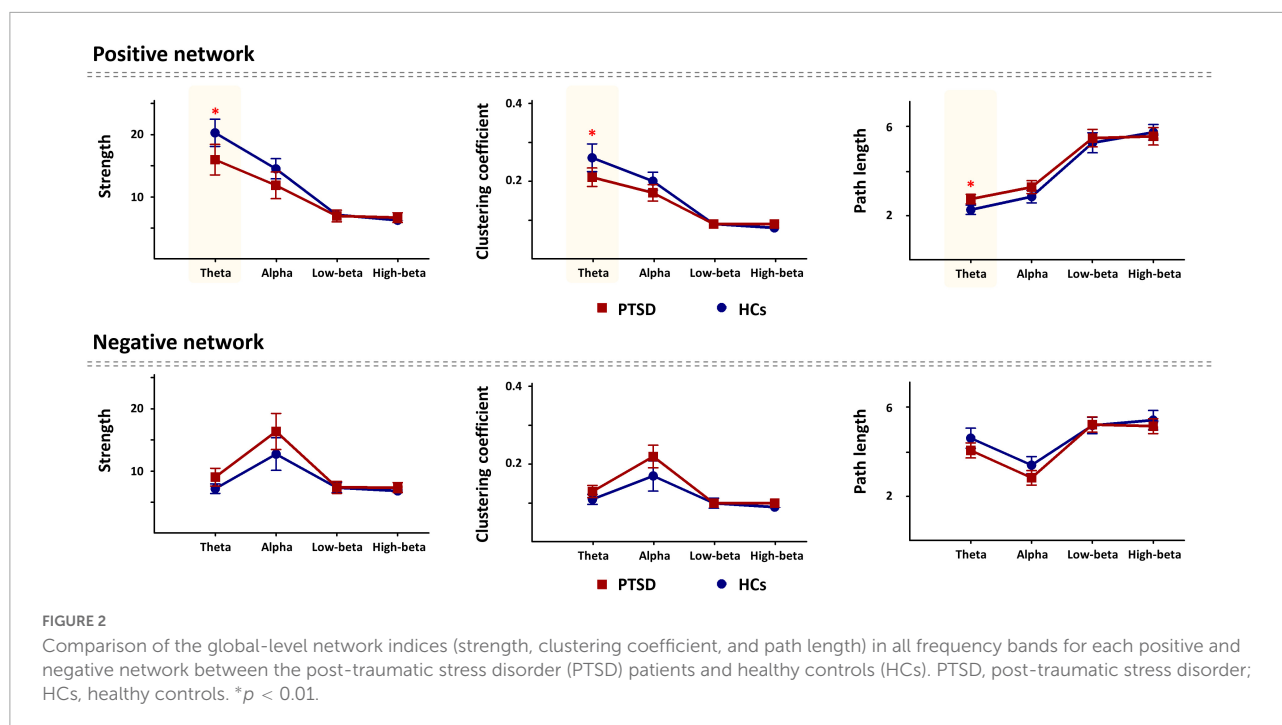 Positive network
Strength
20
10
Theta Alpha Low-beta High-beta
*
Clustering coefficient
0.4
0.2
Theta Alpha Low-beta High-beta
*
Path length
6
2
Theta Alpha Low-beta High-beta
*
PTSD HCs
Negative network
Strength
20
10
Theta Alpha Low-beta High-beta
Clustering coefficient
0.4
0.2
Theta Alpha Low-beta High-beta
Path length
6
2
Theta Alpha Low-beta High-beta
PTSD HCs
FIGURE 2
Comparison of the global-level network indices (strength, clustering coefficient, and path length) in all frequency bands for each positive and
negative network between the post-traumatic stress disorder (PTSD) patients and healthy controls (HCs). PTSD, post-traumatic stress disorder;
HCs, healthy controls. *p < 0.01.